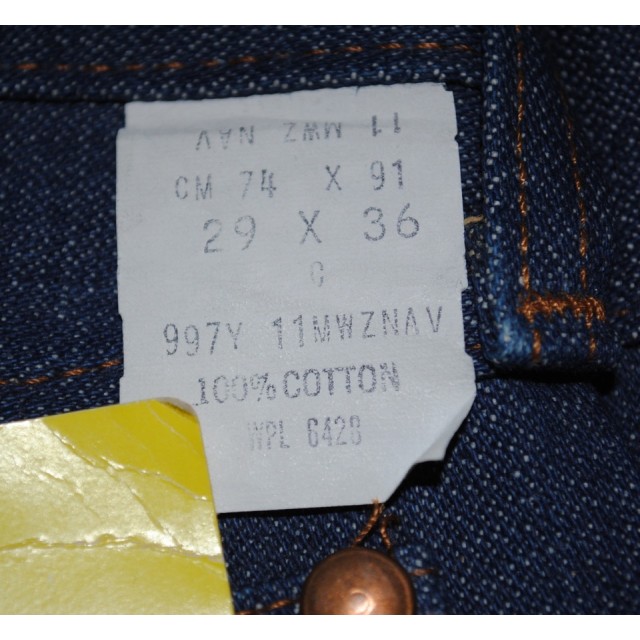 11 MWZ NAV
CM 74 X 91
29 X 36
C
997Y 11MWZNAV
100% COTTON
WPL 6428